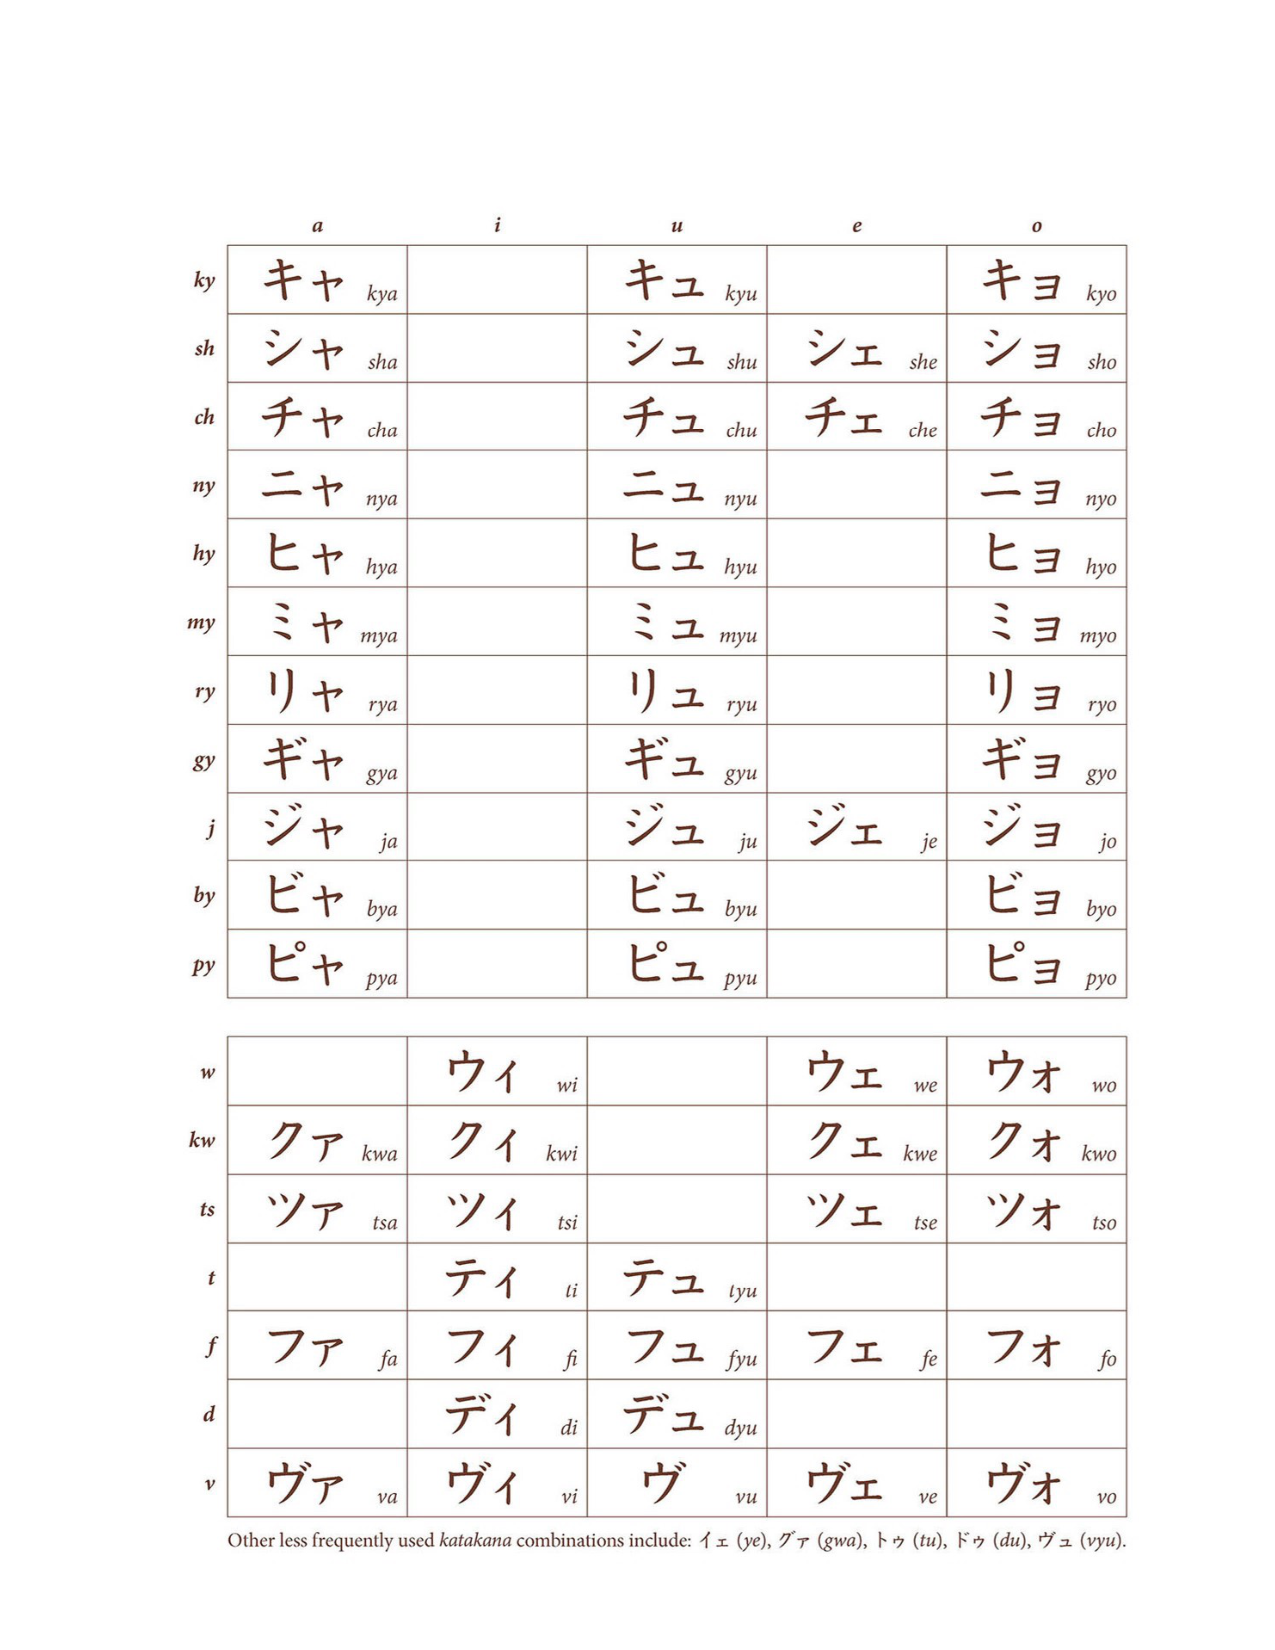 a i u e o
ky キャ kya キュ kyu キョ kyo
sh シャ sha シュ shu シェ she ショ sho
ch チャ cha チュ chu チェ che チョ cho
ny ニャ nya ニュ nyu ニョ nyo
hy ヒャ hya ヒュ hyu ヒョ hyo
my ミャ mya ミュ myu ミョ myo
ry リャ rya リュ ryu リョ ryo
gy ギャ gya ギュ gyu ギョ gyo
j ジャ ja ジュ ju ジェ je ジョ jo
by ビャ bya ビュ byu ビョ byo
py ピャ pya ピュ pyu ピョ pyo
w ウィ wi ウェ we ウォ wo
kw クァ kwa クィ kwi クェ kwe クォ kwo
ts ツァ tsa ツィ tsi ツェ tse ツォ tso
t ティ ti テュ tyu
f ファ fa フィ fi フュ fyu フェ fe フォ fo
d ディ di デュ dyu
v ヴァ va ヴィ vi ヴ vu ヴェ ve ヴォ vo
Other less frequently used katakana combinations include: イェ (ye), グァ (gwa), トゥ (tu), ドゥ (du), ヴュ (vyu).